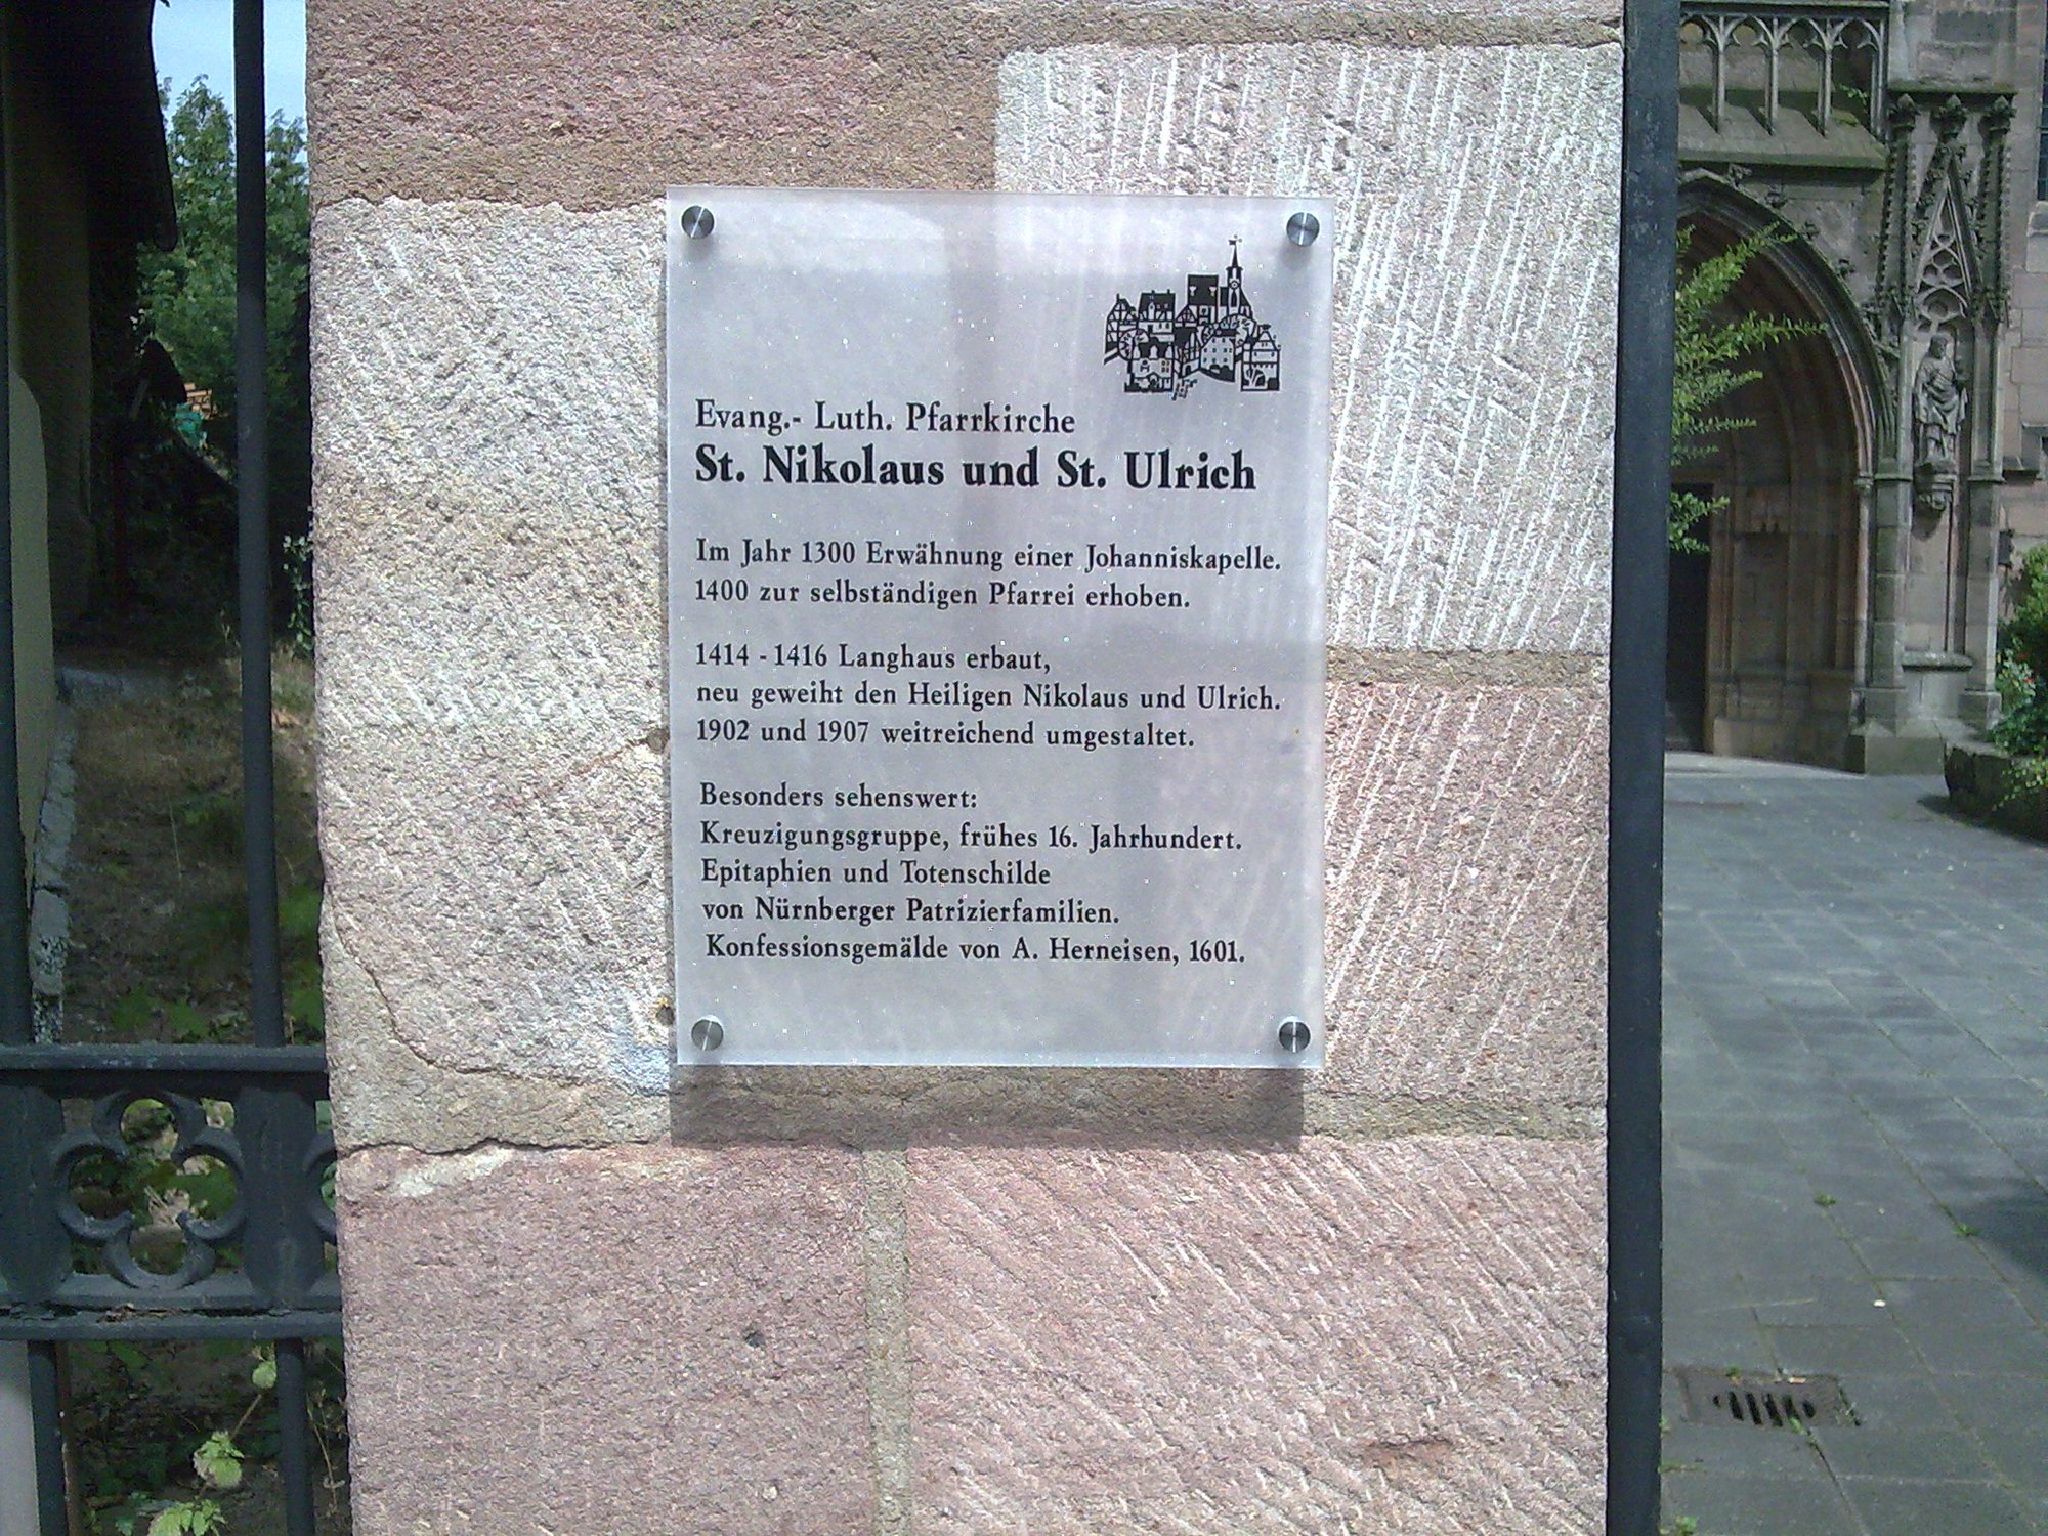 Evang.- Luth. Pfarrkirche
St. Nikolaus und St. Ulrich
Im Jahr 1300 Erwähnung einer Johanniskapelle.
1400 zur selbständigen Pfarrei erhoben.
1414 - 1416 Langhaus erbaut,
neu geweiht den Heiligen Nikolaus und Ulrich.
1902 und 1907 weitreichend umgestaltet.
Besonders sehenswert:
Kreuzigungsgruppe, frühes 16. Jahrhundert.
Epitaphien und Totenschilde
von Nürnberger Patrizierfamilien.
Konfessionsgemälde von A. Herneisen, 1601.